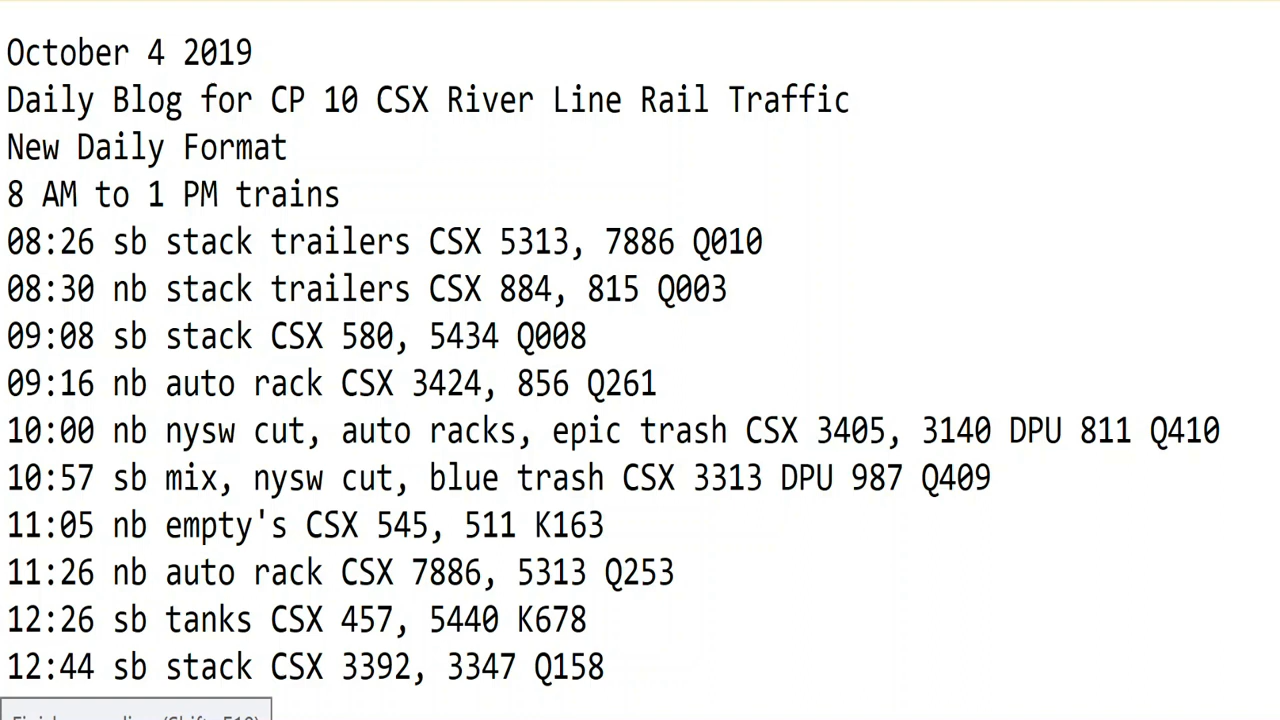 October 4 2019
Daily Blog for CP 10 CSX River Line Rail Traffic
New Daily Format
8 AM to 1 PM trains
08:26 sb stack trailers CSX 5313, 7886 Q010
08:30 nb stack trailers CSX 884, 815 Q003
09:08 sb stack CSX 580, 5434 Q008
09:16 nb auto rack CSX 3424, 856 Q261
10:00 nb nysw cut, auto racks, epic trash CSX 3405, 3140 DPU 811 Q410
10:57 sb mix, nysw cut, blue trash CSX 3313 DPU 987 Q409
11:05 nb empty's CSX 545, 511 K163
11:26 nb auto rack CSX 7886, 5313 Q253
12:26 sb tanks CSX 457, 5440 K678
12:44 sb stack CSX 3392, 3347 Q158